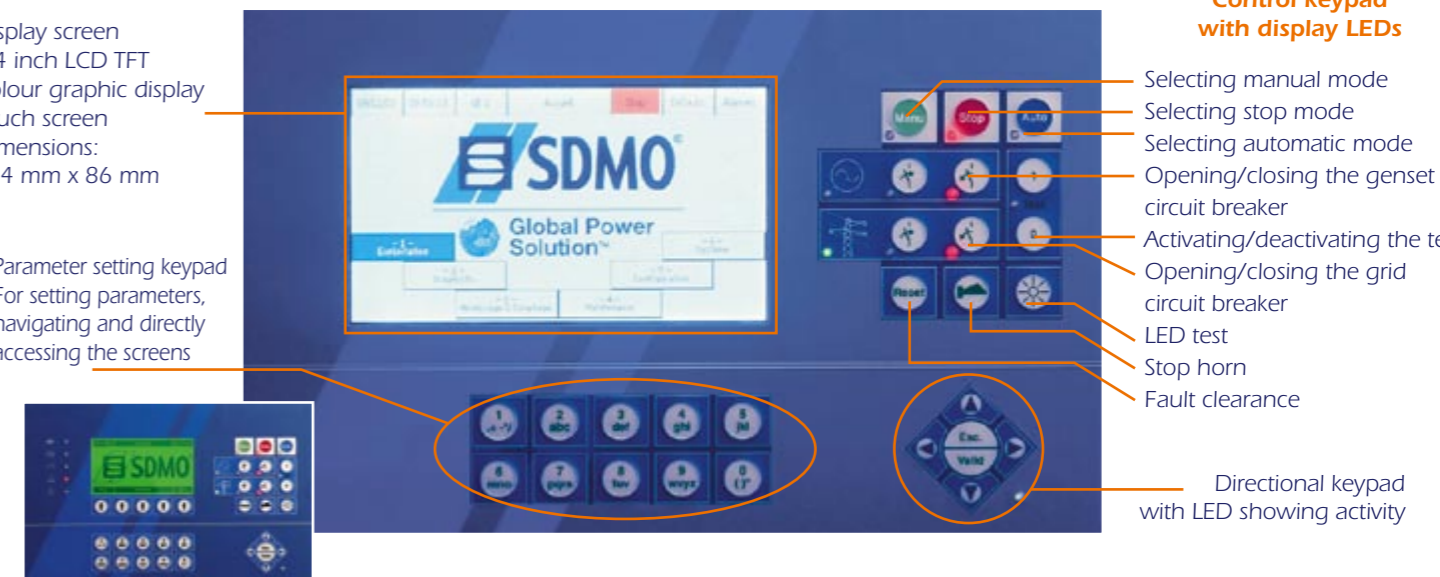 Control keypad
with display LEDs
splay screen
4 inch LCD TFT
olour graphic display
uch screen
mensions:
4 mm x 86 mm
Parameter setting keypad
For setting parameters,
navigating and directly
accessing the screens
Selecting manual mode
Selecting stop mode
Selecting automatic mode
Opening/closing the genset
circuit breaker
Activating/deactivating the te
Opening/closing the grid
circuit breaker
LED test
Stop horn
Fault clearance
Directional keypad
with LED showing activity
Stop
SDMO
Global Power
Solution™
Manu Stop Auto
Reset
1 2 abc 3 def 4 ghi 5 jkl
6 mno 7 pqrs 8 tuv 9 wxyz 0
Esc.
Valid
SDMO